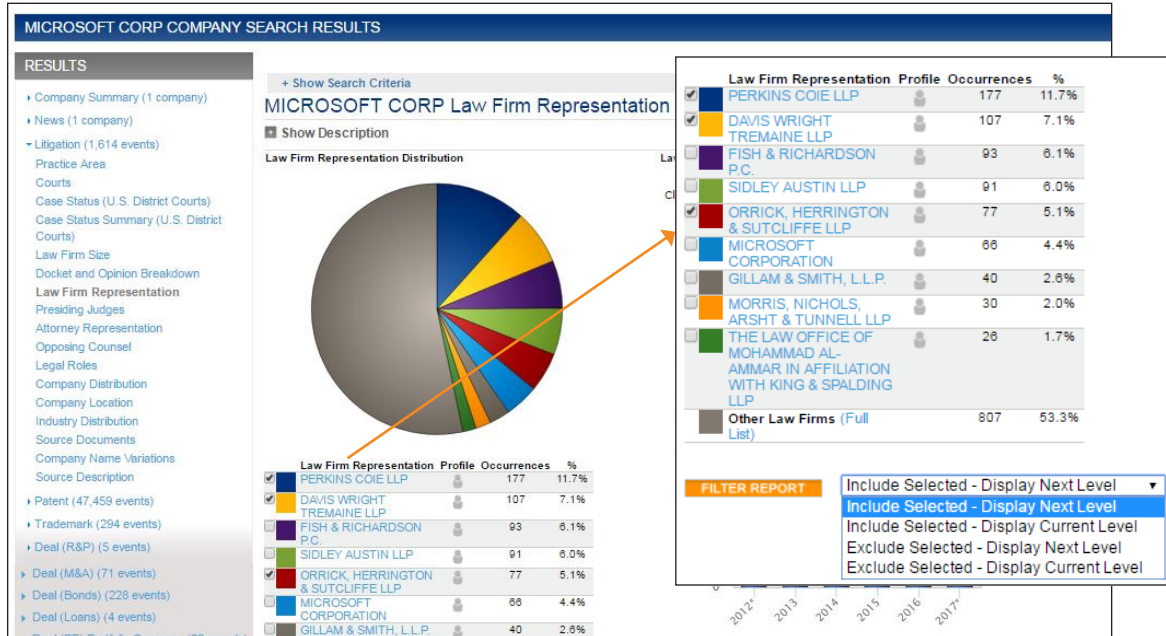 MICROSOFT CORP COMPANY SEARCH RESULTS
RESULTS
Company Summary (1 company)
News (1 company)
Litigation (1,614 events)
Practice Area
Courts
Case Status (U.S. District Courts)
Case Status Summary (U.S. District
Courts)
Law Firm Size
Docket and Opinion Breakdown
Law Firm Representation
Presiding Judges
Attorney Representation
Opposing Counsel
Legal Roles
Company Distribution
Company Location
Industry Distribution
Source Documents
Company Name Variations
Source Description
Patent (47,459 events)
Trademark (294 events)
Deal (R&P) (5 events)
Deal (M&A) (71 events)
Deal (Bonds) (228 events)
Deal (Loans) (4 events)
+ Show Search Criteria
MICROSOFT CORP Law Firm Representation
Show Description
Law Firm Representation Distribution
Law Firm Representation Profile Occurrences %
PERKINS COIE LLP 177 11.7%
DAVIS WRIGHT 107 7.1%
TREMAINE LLP
FISH & RICHARDSON 93 6.1%
P.C.
SIDLEY AUSTIN LLP 91 6.0%
ORRICK, HERRINGTON 77 5.1%
& SUTCLIFFE LLP
MICROSOFT 66 4.4%
CORPORATION
GILLAM & SMITH, L.L.P. 40 2.6%
Law Firm Representation Profile Occurrences %
PERKINS COIE LLP 177 11.7%
DAVIS WRIGHT 107 7.1%
TREMAINE LLP
FISH & RICHARDSON 93 6.1%
P.C.
SIDLEY AUSTIN LLP 91 6.0%
ORRICK, HERRINGTON 77 5.1%
& SUTCLIFFE LLP
MICROSOFT 66 4.4%
CORPORATION
GILLAM & SMITH, L.L.P. 40 2.6%
MORRIS, NICHOLS, 30 2.0%
ARSHT & TUNNELL LLP
THE LAW OFFICE OF 26 1.7%
MOHAMMAD AL-
AMMAR IN AFFILIATION
WITH KING & SPALDING
LLP
Other Law Firms (Full 807 53.3%
List)
FILTER REPORT Include Selected - Display Next Level
Include Selected - Display Next Level
Include Selected - Display Current Level
Exclude Selected - Display Next Level
Exclude Selected - Display Current Level
2012* 2013 2014 2015 2016 2017*